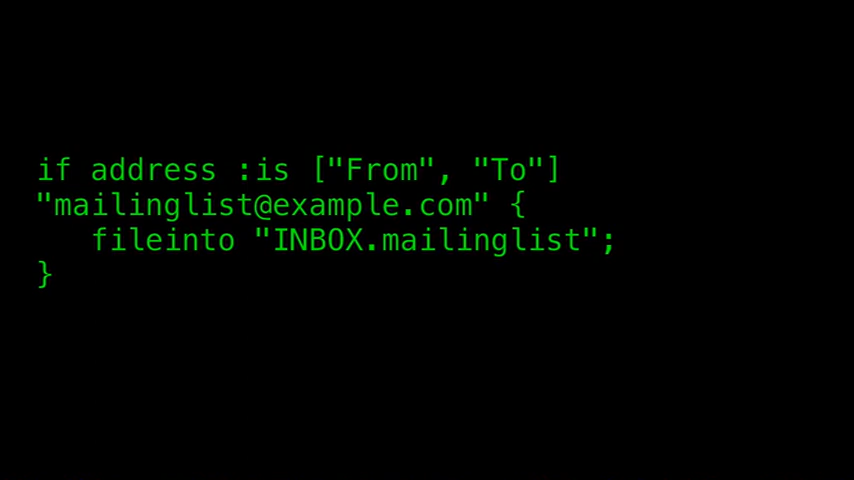 if address :is ["From", "To"]
"mailinglist@example.com" {
   fileinto "INBOX.mailinglist";
}